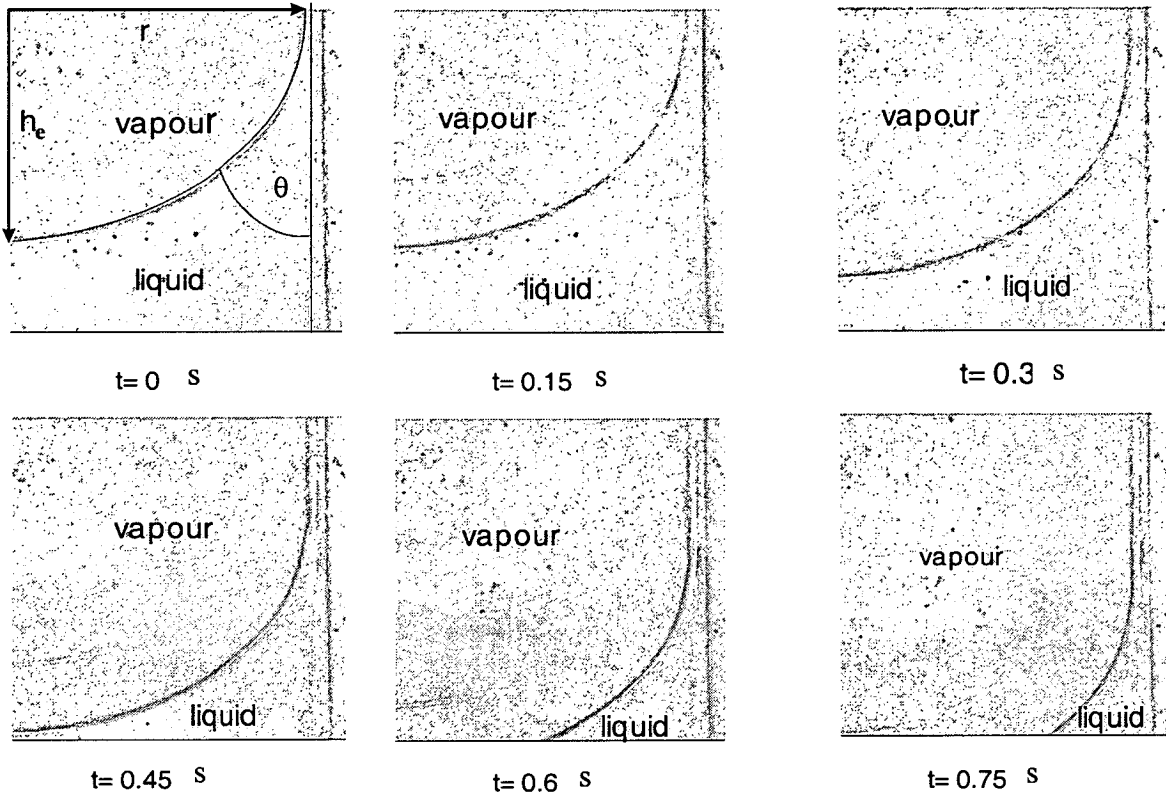 r
hₑ
vapour
θ
liquid
t= 0 s
vapour
liquid
t= 0.15 s
vapour
liquid
t= 0.3 s
vapour
liquid
t= 0.45 s
vapour
liquid
t= 0.6 s
vapour
liquid
t= 0.75 s